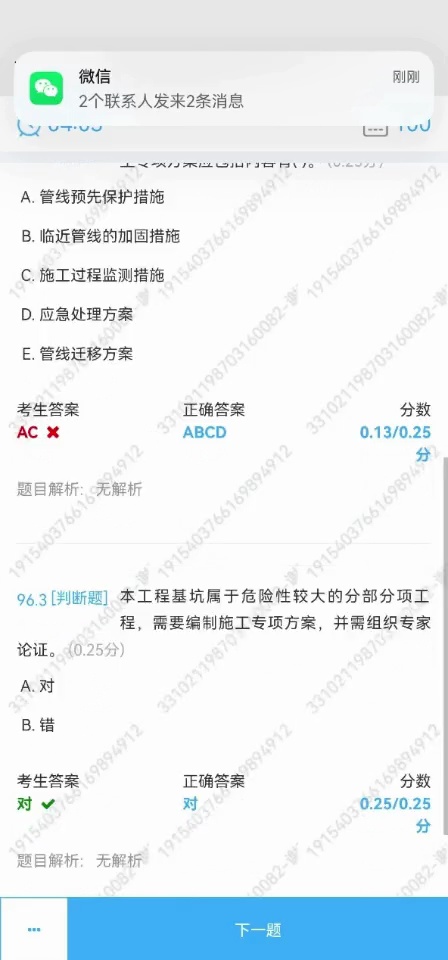 微信
刚刚
2个联系人发来2条消息
A. 管线预先保护措施
B. 临近管线的加固措施
C. 施工过程监测措施
D. 应急处理方案
E. 管线迁移方案
考生答案 正确答案 分数
AC ABCD 0.13/0.25
分
题目解析： 无解析
96.3 [判断题] 本工程基坑属于危险性较大的分部分项工
程，需要编制施工专项方案，并需组织专家
论证。（0.25分）
A. 对
B. 错
考生答案 正确答案 分数
对 对 0.25/0.25
分
题目解析： 无解析
下一题